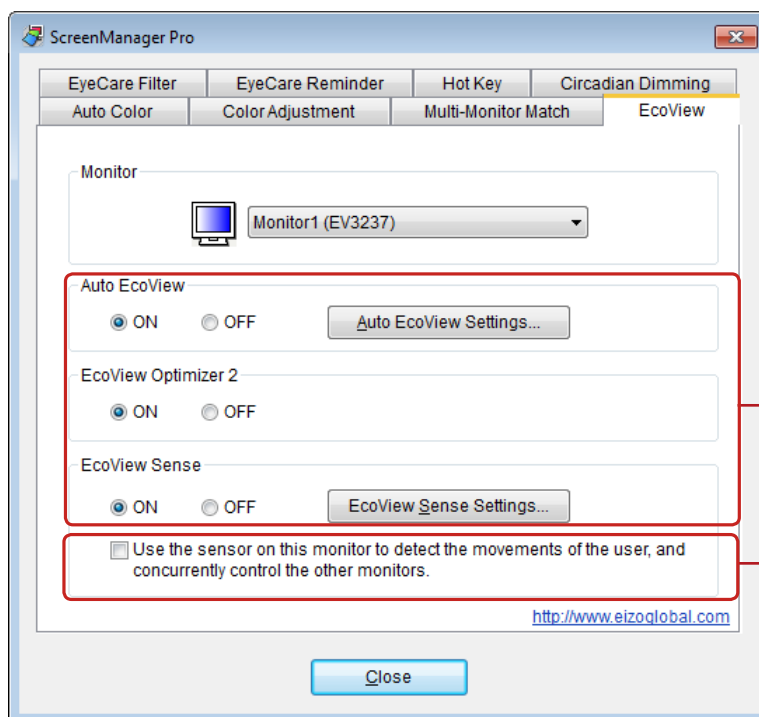 ScreenManager Pro
EyeCare Filter EyeCare Reminder Hot Key Circadian Dimming
Auto Color Color Adjustment Multi-Monitor Match EcoView
Monitor
Monitor1 (EV3237)
Auto EcoView
ON OFF Auto EcoView Settings...
EcoView Optimizer 2
ON OFF
EcoView Sense
ON OFF EcoView Sense Settings...
Use the sensor on this monitor to detect the movements of the user, and
concurrently control the other monitors.
http://www.eizoglobal.com
Close